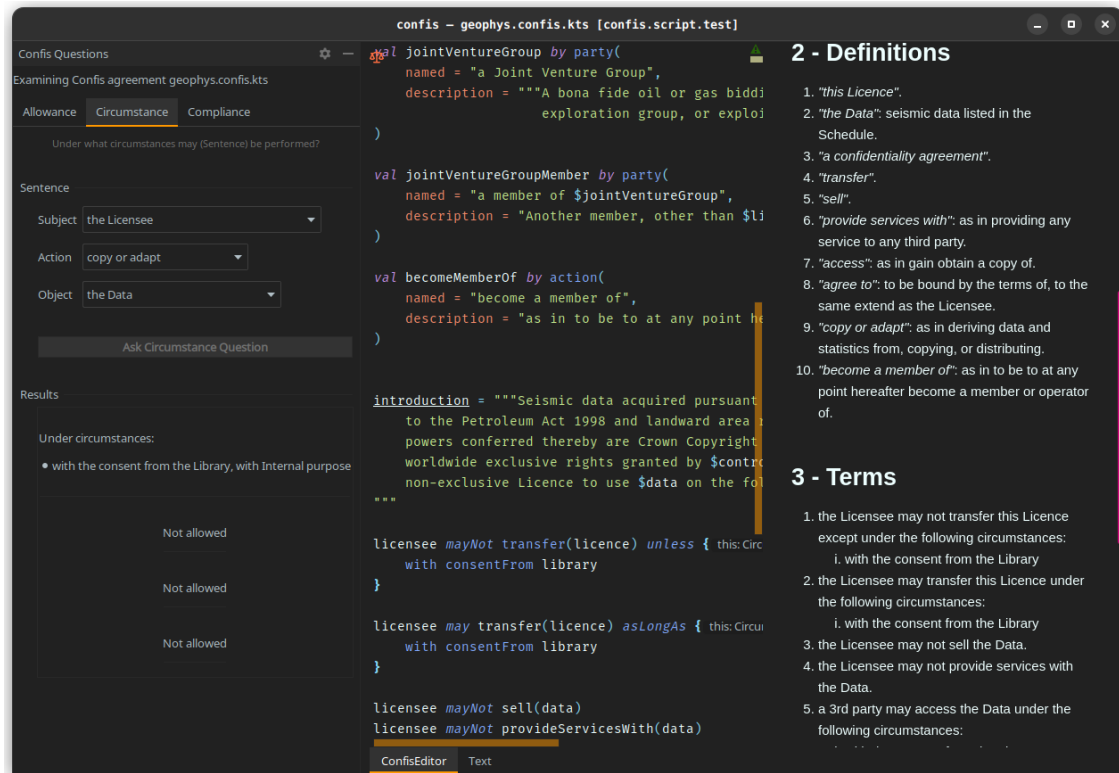 confis – geophys.confis.kts [confis.script.test]
Confis Questions
Examining Confis agreement geophys.confis.kts
Allowance
Circumstance
Compliance
Under what circumstances may (Sentence) be performed?
Sentence
Subject
the Licensee
Action
copy or adapt
Object
the Data
Ask Circumstance Question
Results
Under circumstances:
• with the consent from the Library, with Internal purpose
Not allowed
Not allowed
Not allowed
val jointVentureGroup by party(
named = "a Joint Venture Group",
description = """A bona fide oil or gas biddi
exploration group, or exploi
)
val jointVentureGroupMember by party(
named = "a member of $jointVentureGroup",
description = "Another member, other than $li
)
val becomeMemberOf by action(
named = "become a member of",
description = "as in to be to at any point he
)
introduction = """Seismic data acquired pursuant
to the Petroleum Act 1998 and landward area
powers conferred thereby are Crown Copyright
worldwide exclusive rights granted by $contro
non-exclusive Licence to use $data on the fol
"""
licensee mayNot transfer(licence) unless { this: Circ
with consentFrom library
}
licensee may transfer(licence) asLongAs { this: Circu
with consentFrom library
}
licensee mayNot sell(data)
licensee mayNot provideServicesWith(data)
ConfisEditor
Text
2 - Definitions
1. "this Licence".
2. "the Data": seismic data listed in the
Schedule.
3. "a confidentiality agreement".
4. "transfer".
5. "sell".
6. "provide services with": as in providing any
service to any third party.
7. "access": as in gain obtain a copy of.
8. "agree to": to be bound by the terms of, to the
same extend as the Licensee.
9. "copy or adapt": as in deriving data and
statistics from, copying, or distributing.
10. "become a member of": as in to be to at any
point hereafter become a member or operator
of.
3 - Terms
1. the Licensee may not transfer this Licence
except under the following circumstances:
i. with the consent from the Library
2. the Licensee may transfer this Licence under
the following circumstances:
i. with the consent from the Library
3. the Licensee may not sell the Data.
4. the Licensee may not provide services with
the Data.
5. a 3rd party may access the Data under the
following circumstances: